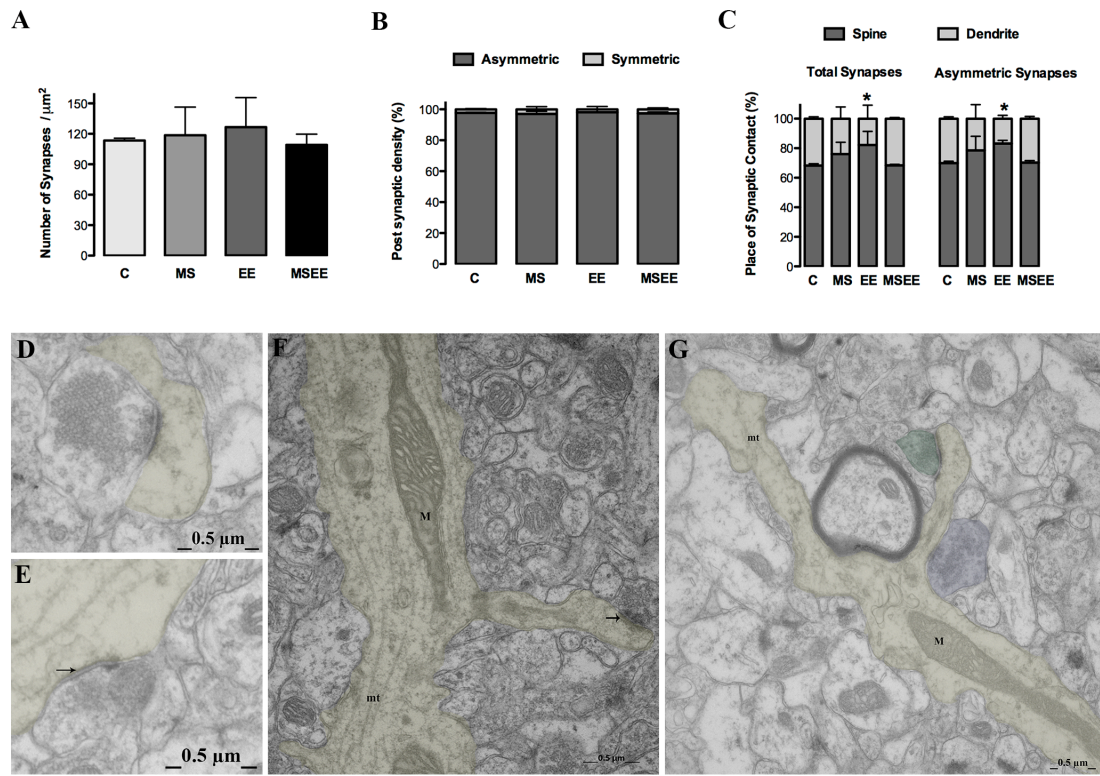 A
Number of Synapses / µm²
150
120
90
60
30
0
C MS EE MSEE
B
Asymmetric Symmetric
Post synaptic density (%)
100
80
60
40
20
0
C MS EE MSEE
C
Spine Dendrite
Total Synapses Asymmetric Synapses
Place of Synaptic Contact (%)
100
80
60
40
20
0
* *
C MS EE MSEE C MS EE MSEE
D
0.5 µm
E
0.5 µm
F
M
mt
0.5 µm
G
mt
M
0.5 µm